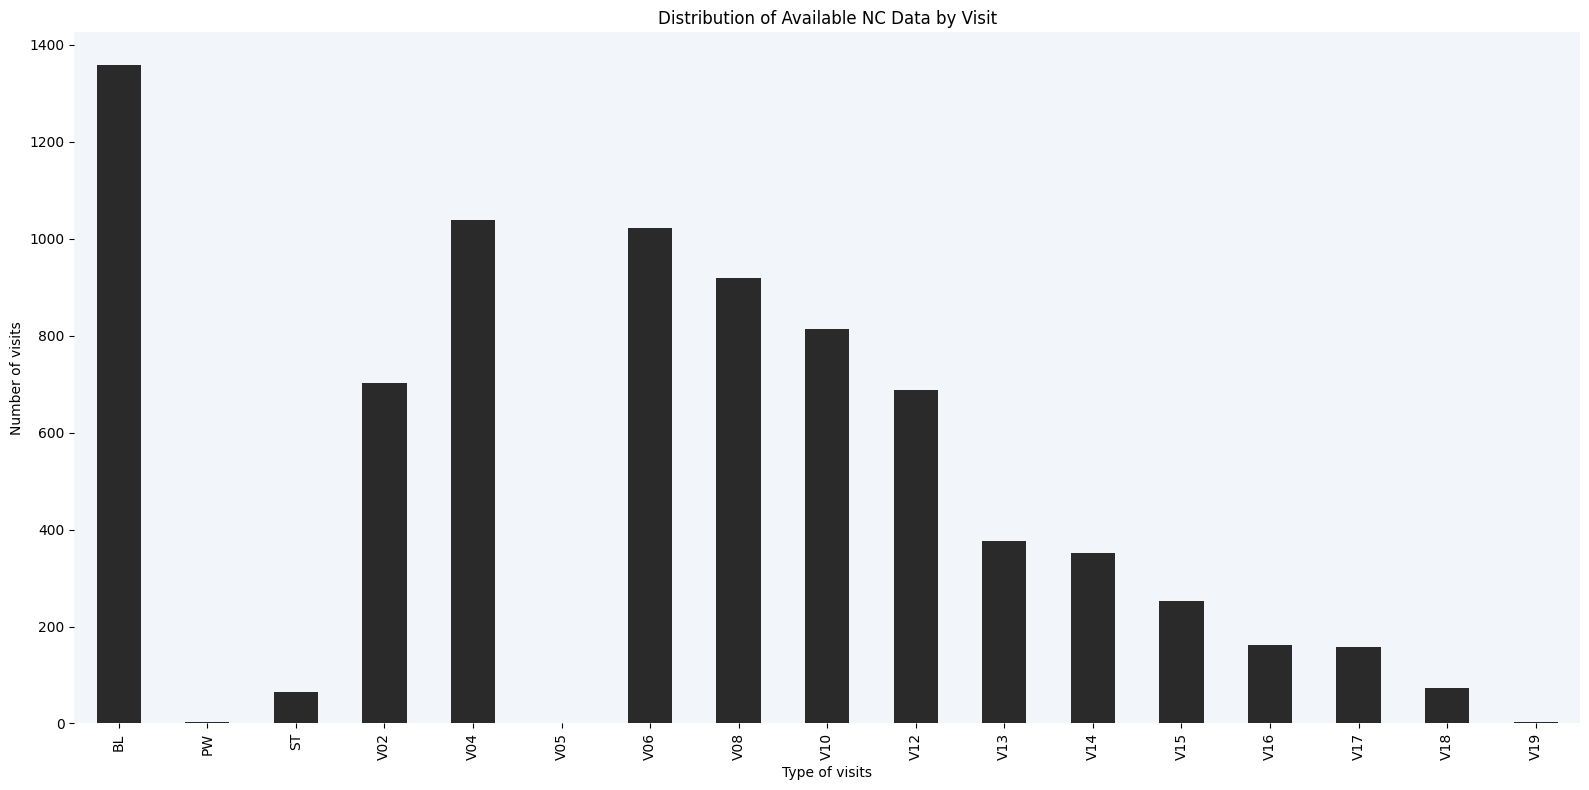 Distribution of Available NC Data by Visit
1400
1200
1000
800
600
400
200
0
Number of visits
BL
PW
ST
V02
V04
V05
V06
V08
V10
V12
V13
V14
V15
V16
V17
V18
V19
Type of visits